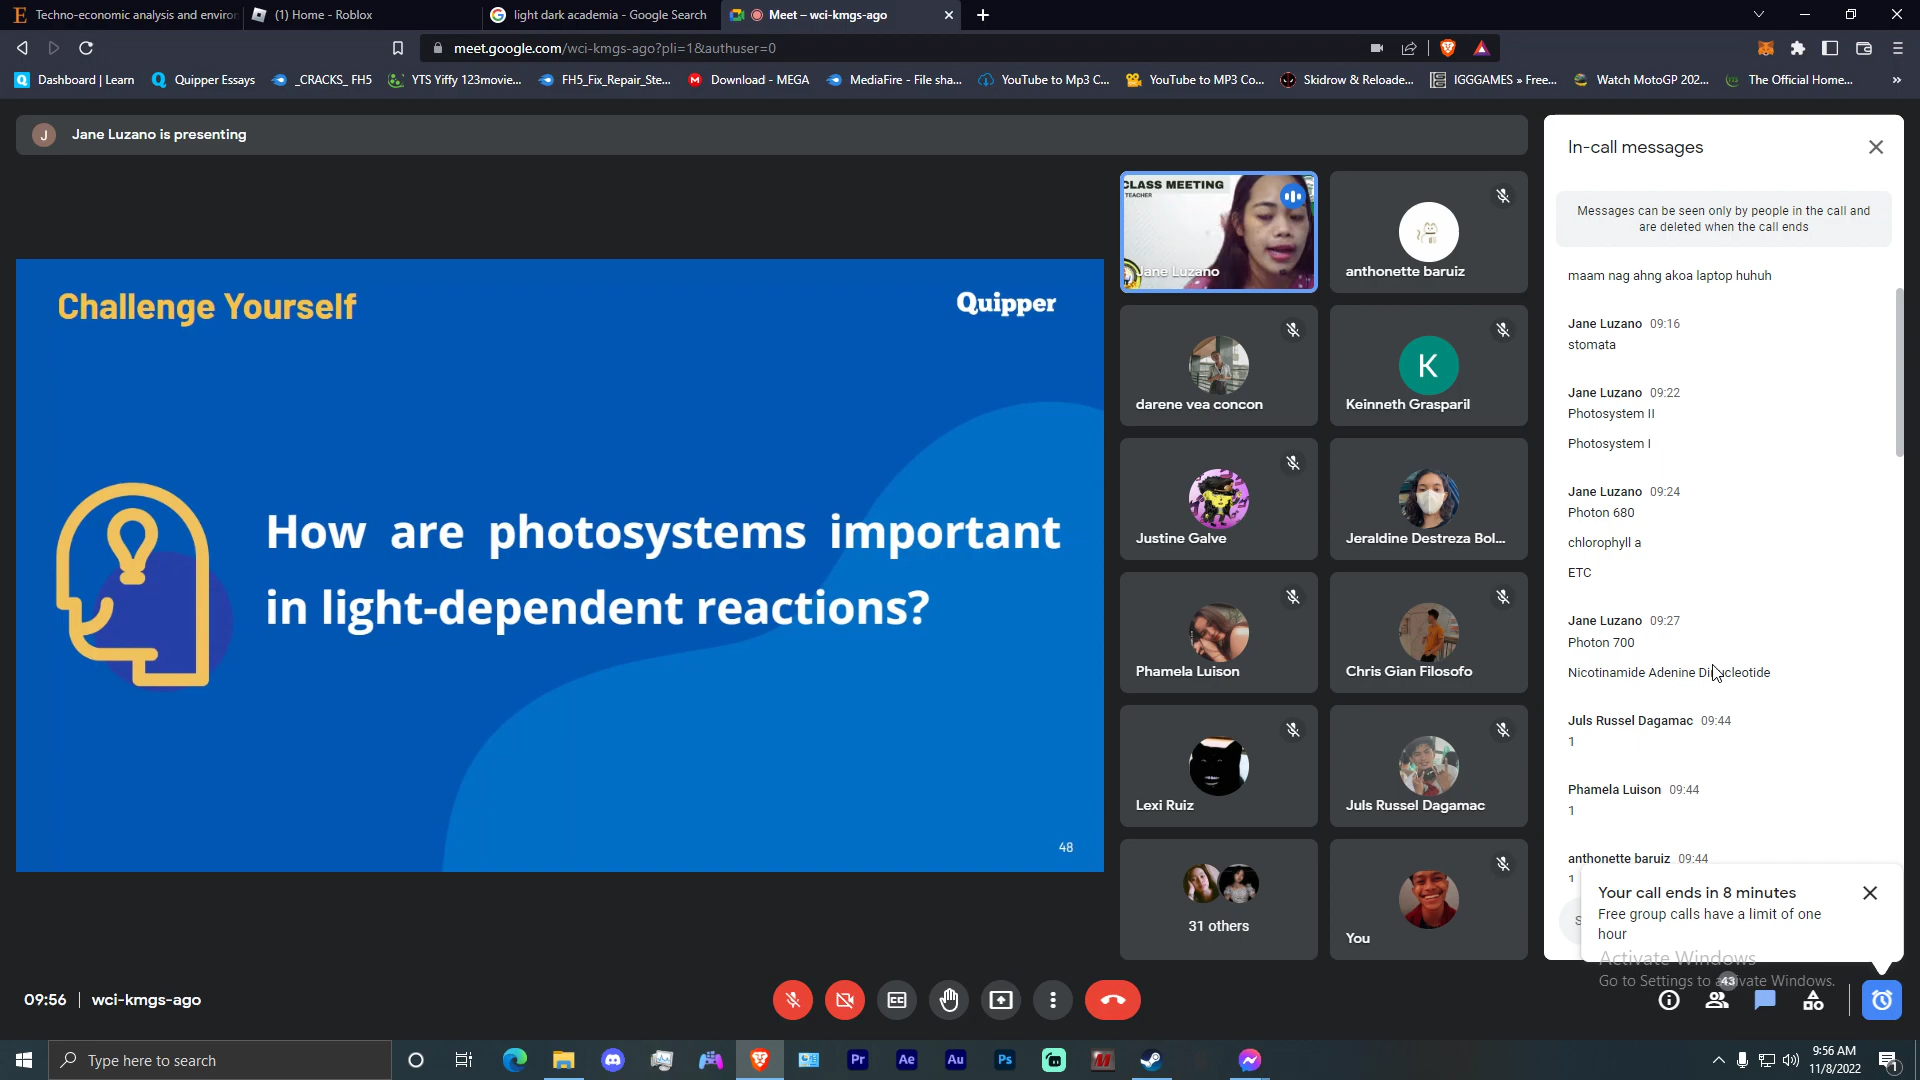 Techno-economic analysis and environ
(1) Home - Roblox
light dark academia - Google Search
Meet – wci-kmgs-ago
meet.google.com/wci-kmgs-ago?pli=1&authuser=0
Dashboard | Learn
Quipper Essays
_CRACKS_ FH5
YTS Yiffy 123movie...
FH5_Fix_Repair_Ste...
Download - MEGA
MediaFire - File sha...
YouTube to Mp3 C...
YouTube to MP3 Co...
Skidrow & Reloade...
IGGGAMES » Free...
Watch MotoGP 202...
The Official Home...
»
J
Jane Luzano is presenting
Challenge Yourself
Quipper
How are photosystems important
in light-dependent reactions?
48
CLASS MEETING
TEACHER
Jane Luzano
anthonette baruiz
darene vea concon
K
Keinneth Grasparil
Justine Galve
Jeraldine Destreza Bol...
Phamela Luison
Chris Gian Filosofo
Lexi Ruiz
Juls Russel Dagamac
31 others
You
In-call messages
Messages can be seen only by people in the call and
are deleted when the call ends
maam nag ahng akoa laptop huhuh
Jane Luzano 09:16
stomata
Jane Luzano 09:22
Photosystem II
Photosystem I
Jane Luzano 09:24
Photon 680
chlorophyll a
ETC
Jane Luzano 09:27
Photon 700
Nicotinamide Adenine
Juls Russel Dagamac 09:44
1
Phamela Luison 09:44
1
anthonette baruiz 09:44
1
Your call ends in 8 minutes
Free group calls have a limit of one
hour
Activate Windows
Go to Settings to activate Windows.
43
09:56 | wci-kmgs-ago
Type here to search
Pr
Ae
Au
Ps
9:56 AM
11/8/2022
1